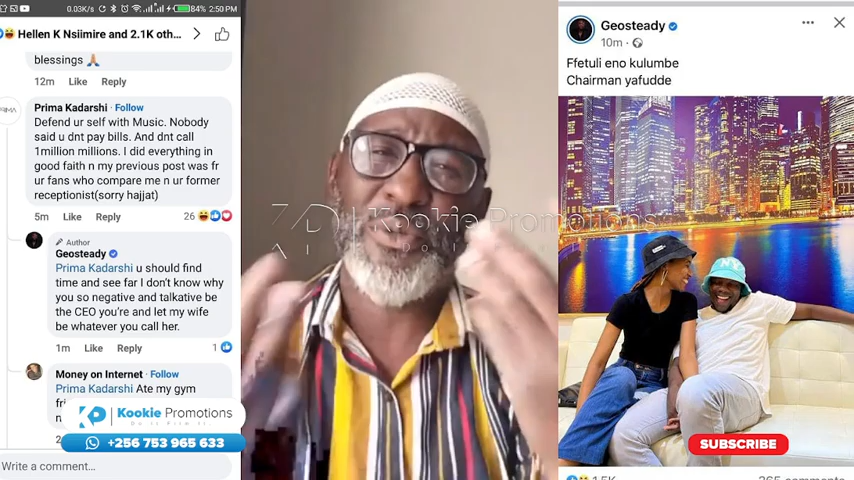 0.03K/s
84% 2:50 PM
Hellen K Nsiimire and 2.1K oth...
blessings 🙏
12m Like Reply
Prima Kadarshi · Follow
Defend ur self with Music. Nobody
said u dnt pay bills. And dnt call
1million millions. I did everything in
good faith n my previous post was fr
ur fans who compare me n ur former
receptionist(sorry hajjat)
5m Like Reply 26
Author
Geosteady
Prima Kadarshi u should find
time and see far I don't know why
you so negative and talkative be
the CEO you're and let my wife
be whatever you call her.
1m Like Reply 1
Money on Internet · Follow
Prima Kadarshi Ate my gym
KP Kookie Promotions
Do it Film it.
+256 753 965 633
Write a comment...
Kookie Promotions
Geosteady
10m
Ffetuli eno kulumbe
Chairman yafudde
NY
SUBSCRIBE
1.5K
265 comments